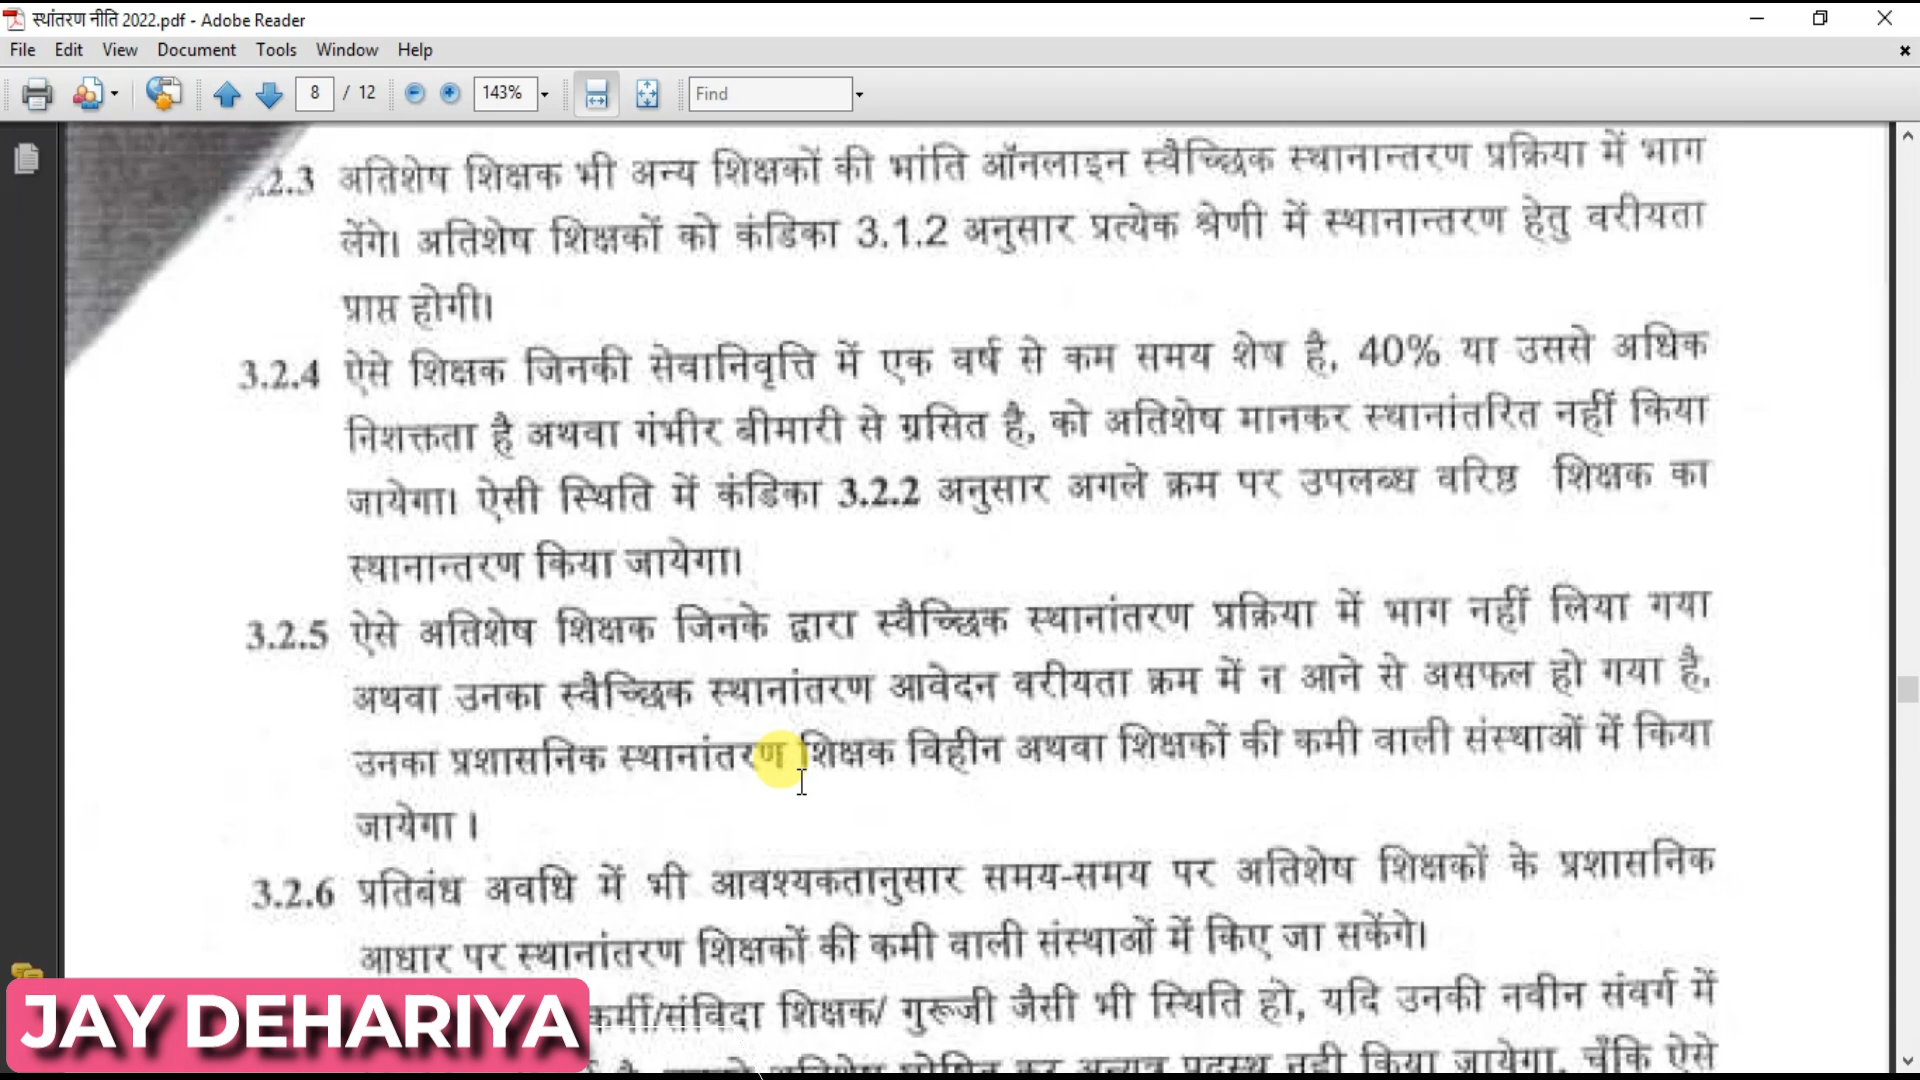 स्थांतरण नीति 2022.pdf - Adobe Reader
File Edit View Document Tools Window Help
8 / 12 143% Find
.2.3 अतिशेष शिक्षक भी अन्य शिक्षकों की भांति ऑनलाइन स्वैच्छिक स्थानान्तरण प्रक्रिया में भाग
लेंगे। अतिशेष शिक्षकों को कंडिका 3.1.2 अनुसार प्रत्येक श्रेणी में स्थानान्तरण हेतु वरीयता
प्राप्त होगी।
3.2.4 ऐसे शिक्षक जिनकी सेवानिवृत्ति में एक वर्ष से कम समय शेष है, 40% या उससे अधिक
निशक्तता है अथवा गंभीर बीमारी से ग्रसित है, को अतिशेष मानकर स्थानांतरित नहीं किया
जायेगा। ऐसी स्थिति में कंडिका 3.2.2 अनुसार अगले क्रम पर उपलब्ध वरिष्ठ शिक्षक का
स्थानान्तरण किया जायेगा।
3.2.5 ऐसे अतिशेष शिक्षक जिनके द्वारा स्वैच्छिक स्थानांतरण प्रक्रिया में भाग नहीं लिया गया
अथवा उनका स्वैच्छिक स्थानांतरण आवेदन वरीयता क्रम में न आने से असफल हो गया है,
उनका प्रशासनिक स्थानांतरण शिक्षक विहीन अथवा शिक्षकों की कमी वाली संस्थाओं में किया
जायेगा ।
3.2.6 प्रतिबंध अवधि में भी आवश्यकतानुसार समय-समय पर अतिशेष शिक्षकों के प्रशासनिक
आधार पर स्थानांतरण शिक्षकों की कमी वाली संस्थाओं में किए जा सकेंगे।
कर्मी/संविदा शिक्षक/ गुरूजी जैसी भी स्थिति हो, यदि उनकी नवीन संवर्ग में
अन्यत्र पदस्थ नही किया जायेगा, चूँकि ऐसे
JAY DEHARIYA